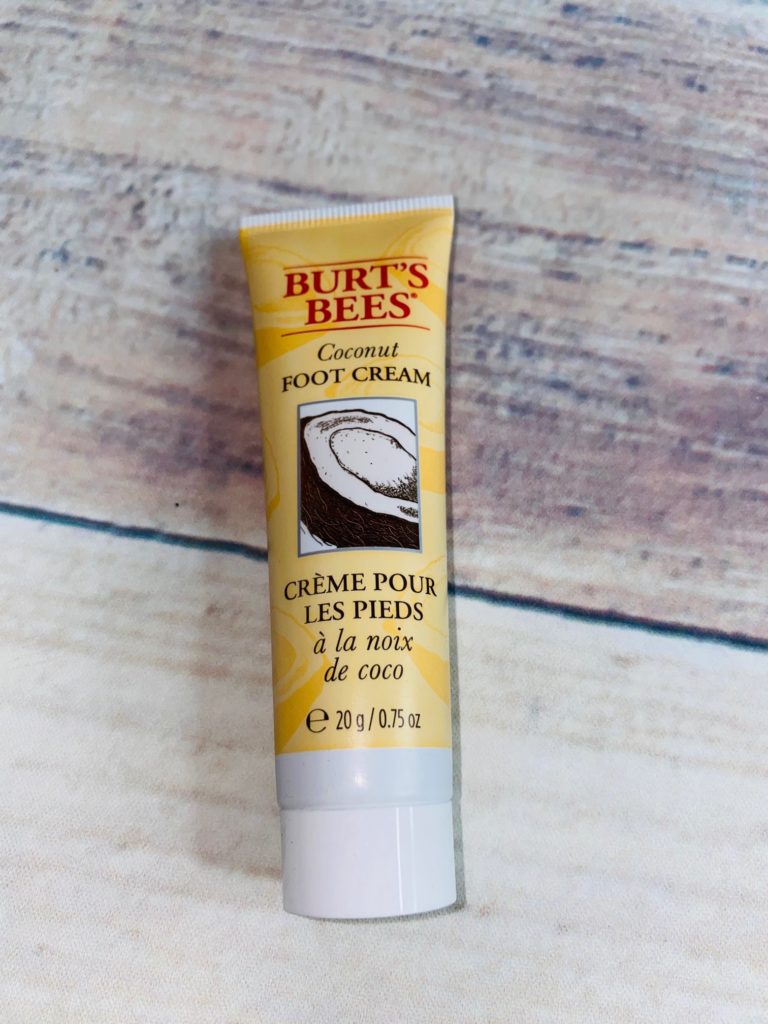 BURT'S
BEES®
Coconut
FOOT CREAM
CRÈME POUR
LES PIEDS
à la noix
de coco
℮ 20 g / 0.75 oz